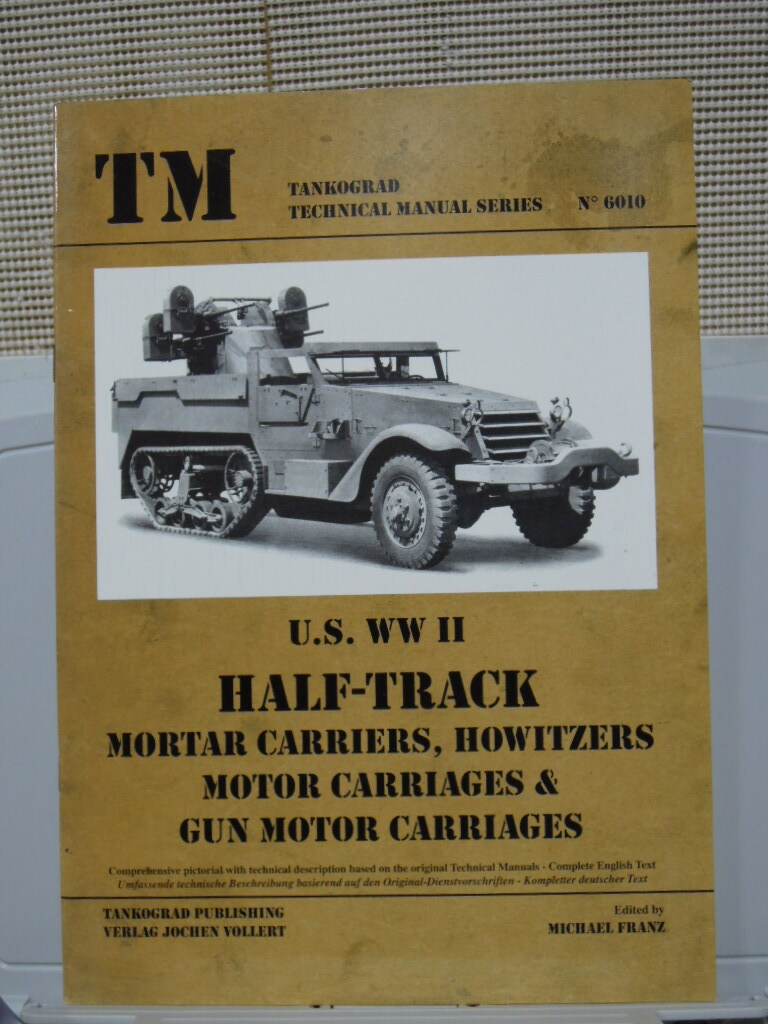 TM
TANKOGRAD
TECHNICAL MANUAL SERIES N° 6010
U.S. WW II
HALF-TRACK
MORTAR CARRIERS, HOWITZERS
MOTOR CARRIAGES &
GUN MOTOR CARRIAGES
Comprehensive pictorial with technical description based on the original Technical Manuals - Complete English Text
Umfassende technische Beschreibung basierend auf den Original-Dienstvorschriften - Kompletter deutscher Text
TANKOGRAD PUBLISHING
VERLAG JOCHEN VOLLERT
Edited by
MICHAEL FRANZ